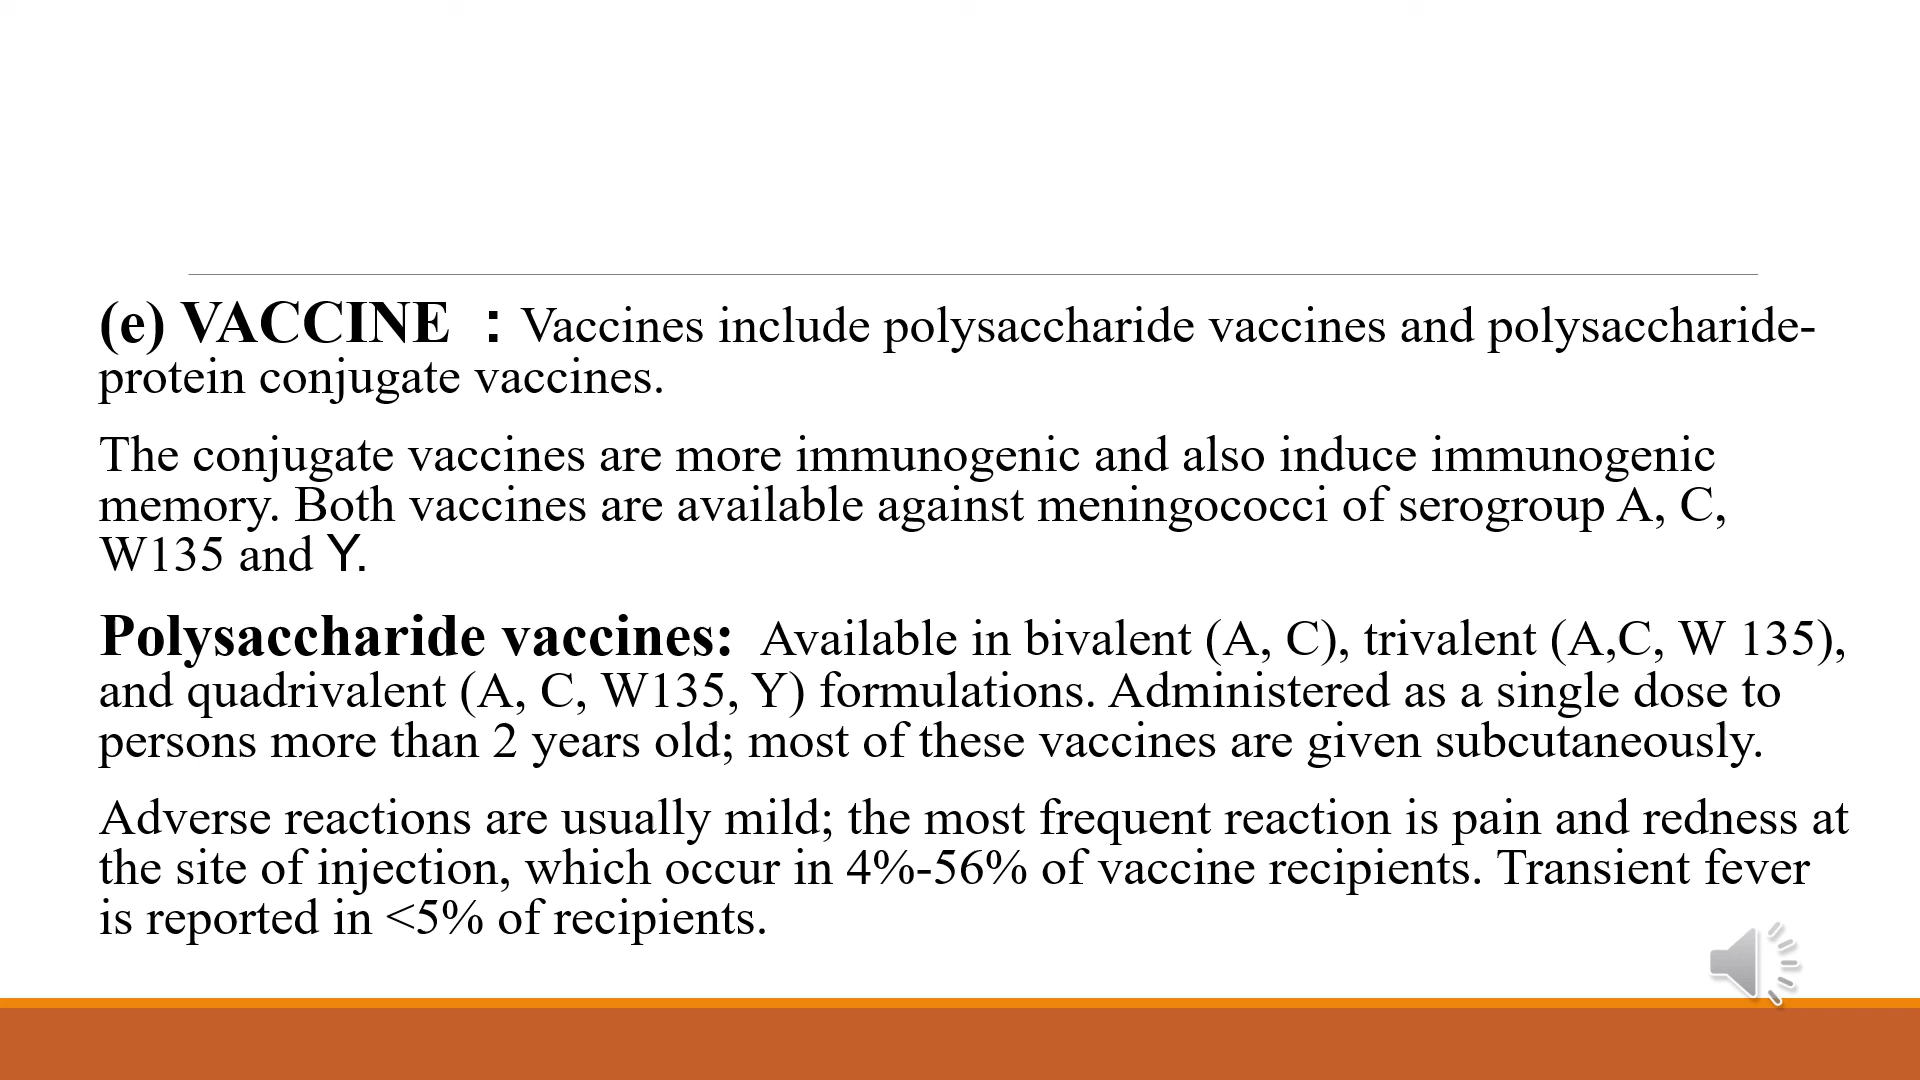 (e) VACCINE : Vaccines include polysaccharide vaccines and polysaccharide-
protein conjugate vaccines.
The conjugate vaccines are more immunogenic and also induce immunogenic
memory. Both vaccines are available against meningococci of serogroup A, C,
W135 and Y.
Polysaccharide vaccines: Available in bivalent (A, C), trivalent (A,C, W 135),
and quadrivalent (A, C, W135, Y) formulations. Administered as a single dose to
persons more than 2 years old; most of these vaccines are given subcutaneously.
Adverse reactions are usually mild; the most frequent reaction is pain and redness at
the site of injection, which occur in 4%-56% of vaccine recipients. Transient fever
is reported in <5% of recipients.